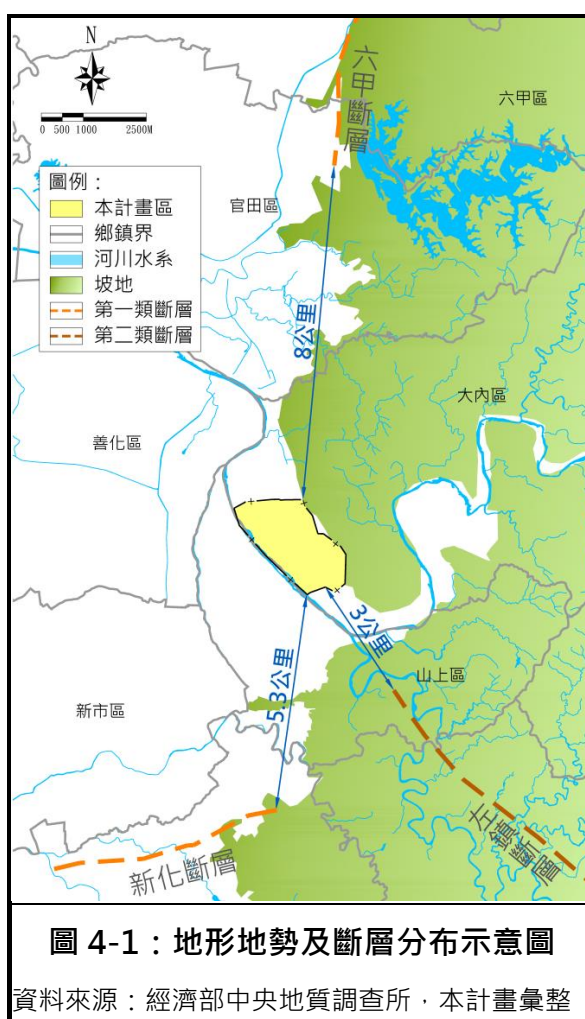 N
0 500 1000 2500M
圖例：
本計畫區
鄉鎮界
河川水系
坡地
第一類斷層
第二類斷層
六甲斷層
六甲區
官田區
8公里
大內區
善化區
3公里
山上區
5.3公里
新市區
左鎮斷層
新化斷層
圖 4-1：地形地勢及斷層分布示意圖
資料來源：經濟部中央地質調查所，本計畫彙整